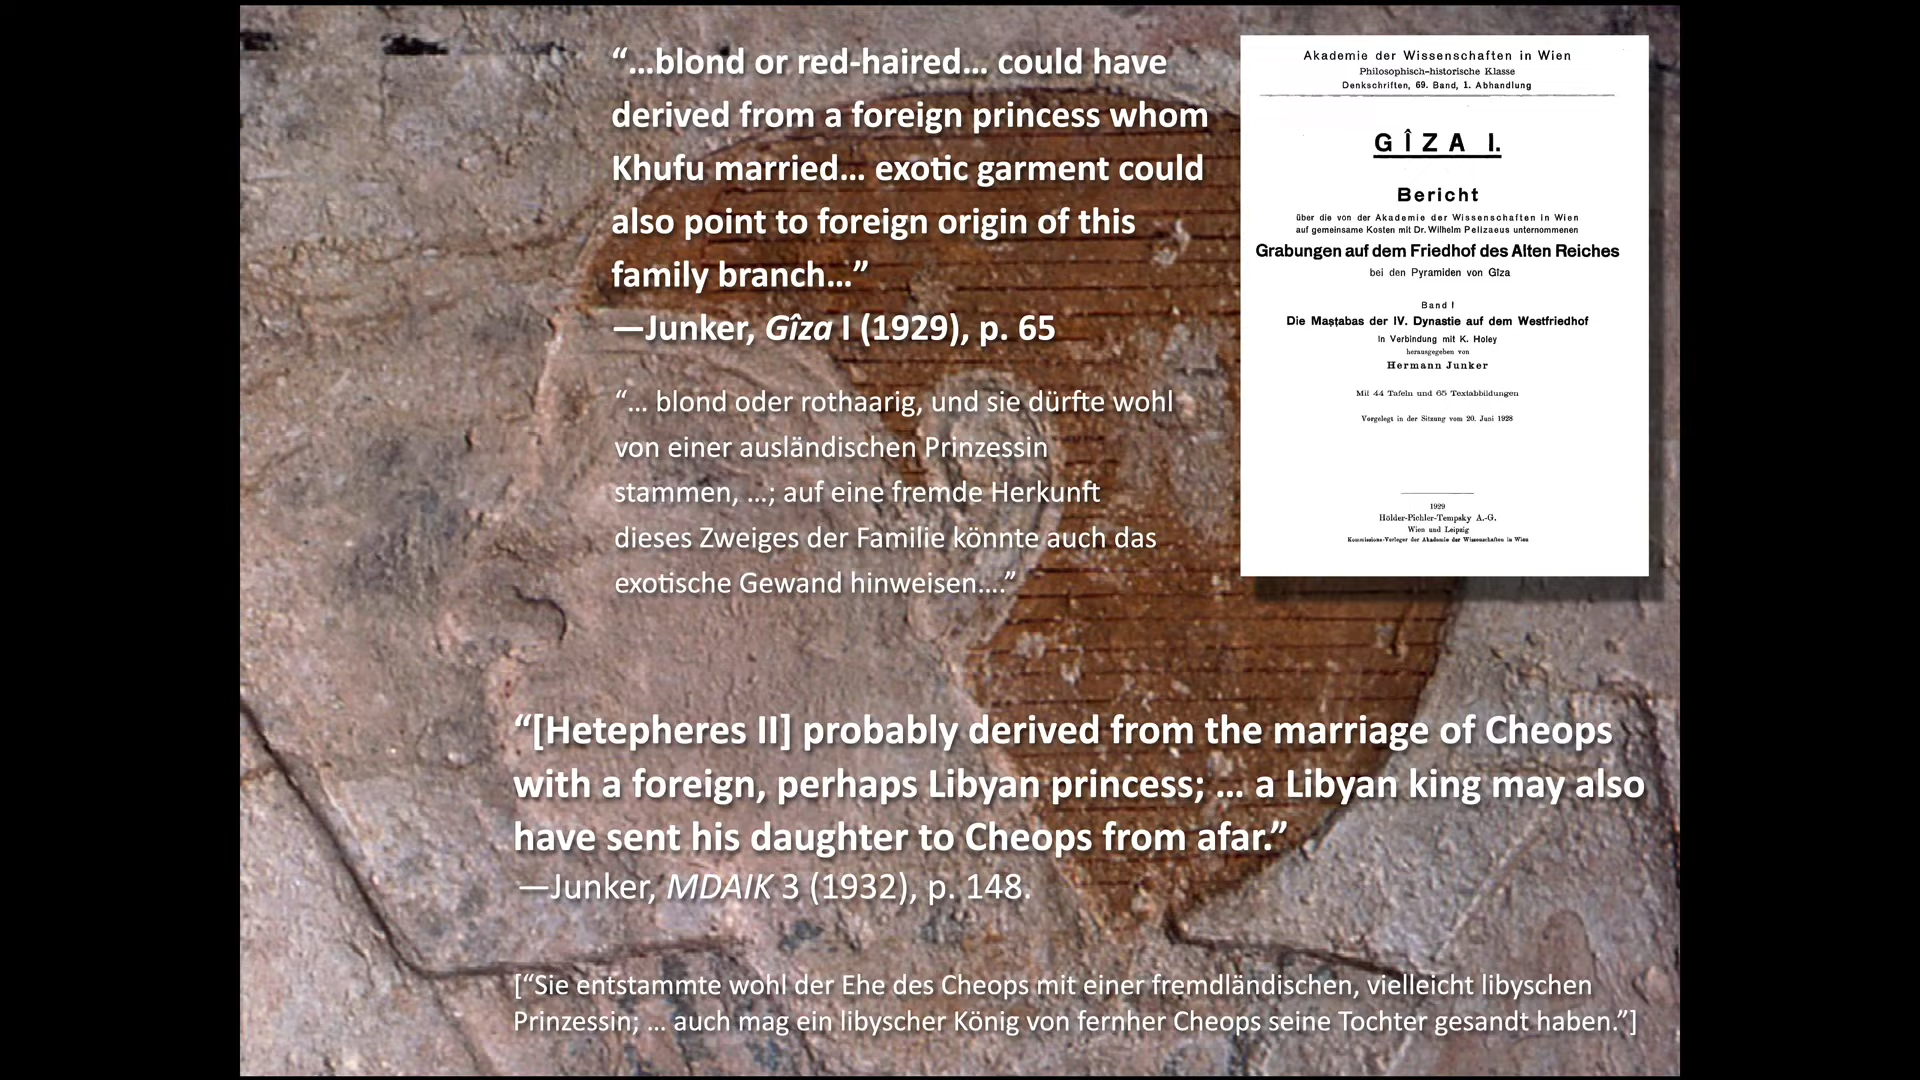 “…blond or red-haired… could have
derived from a foreign princess whom
Khufu married… exotic garment could
also point to foreign origin of this
family branch…”
—Junker, Gîza I (1929), p. 65
“… blond oder rothaarig, und sie dürfte wohl
von einer ausländischen Prinzessin
stammen, …; auf eine fremde Herkunft
dieses Zweiges der Familie könnte auch das
exotische Gewand hinweisen….”
Akademie der Wissenschaften in Wien
Philosophisch-historische Klasse
Denkschriften, 69. Band, 1. Abhandlung
GÎZA I.
Bericht
über die von der Akademie der Wissenschaften in Wien
auf gemeinsame Kosten mit Dr. Wilhelm Pelizaeus unternommenen
Grabungen auf dem Friedhof des Alten Reiches
bei den Pyramiden von Gîza
Band I
Die Maṣṭabas der IV. Dynastie auf dem Westfriedhof
In Verbindung mit K. Holey
herausgegeben von
Hermann Junker
Mit 44 Tafeln und 65 Textabbildungen
Vorgelegt in der Sitzung vom 20. Juni 1928
1929
Hölder-Pichler-Tempsky A.-G.
Wien und Leipzig
Kommissions-Verleger der Akademie der Wissenschaften in Wien
“[Hetepheres II] probably derived from the marriage of Cheops
with a foreign, perhaps Libyan princess; … a Libyan king may also
have sent his daughter to Cheops from afar.”
—Junker, MDAIK 3 (1932), p. 148.
[“Sie entstammte wohl der Ehe des Cheops mit einer fremdländischen, vielleicht libyschen
Prinzessin; … auch mag ein libyscher König von fernher Cheops seine Tochter gesandt haben.”]